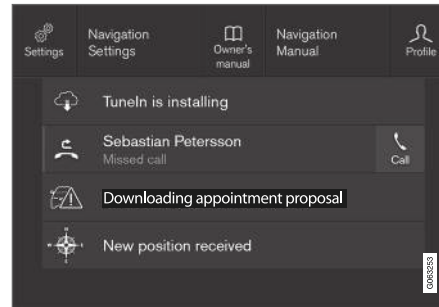 Settings
Navigation
Settings
Owner's
manual
Navigation
Manual
Profile
TuneIn is installing
Sebastian Petersson
Missed call
Call
Downloading appointment proposal
New position received
G063253